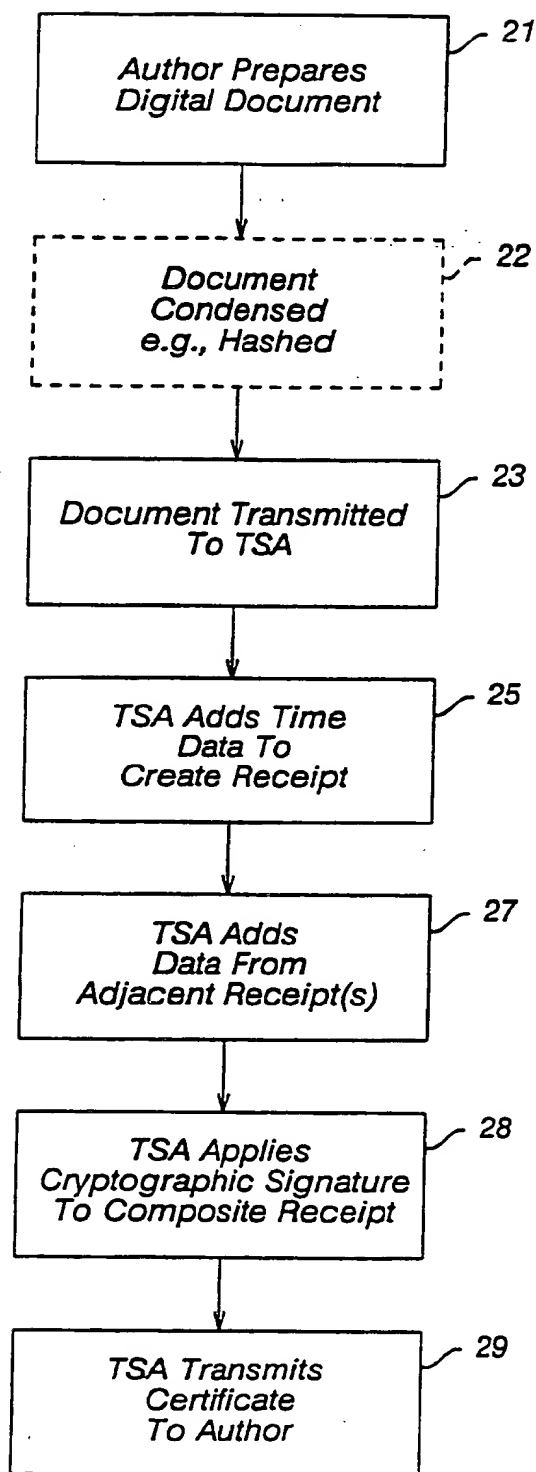 21
Author Prepares
Digital Document
22
Document
Condensed
e.g., Hashed
23
Document Transmitted
To TSA
25
TSA Adds Time
Data To
Create Receipt
27
TSA Adds
Data From
Adjacent Receipt(s)
28
TSA Applies
Cryptographic Signature
To Composite Receipt
29
TSA Transmits
Certificate
To Author